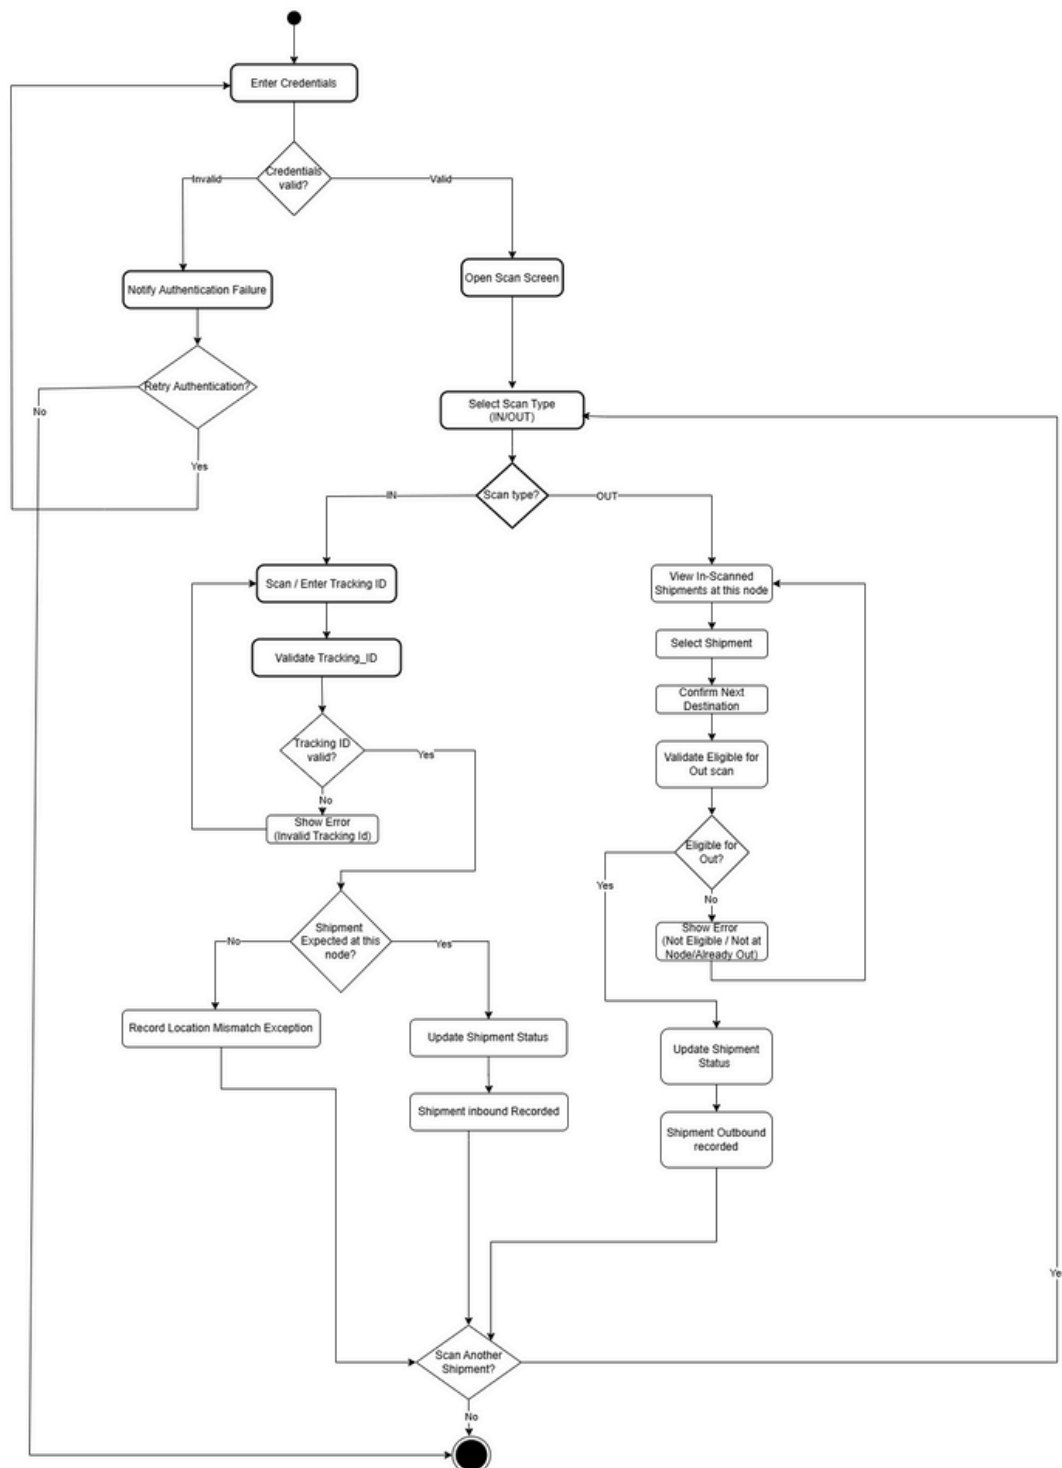 Enter Credentials
Credentials
valid?
Invalid
Valid
Open Scan Screen
Notify Authentication Failure
Retry Authentication?
No
Yes
Select Scan Type
(IN/OUT)
Scan type?
IN
OUT
Scan / Enter Tracking ID
View In-Scanned
Shipments at this node
Select Shipment
Validate Tracking_ID
Confirm Next
Destination
Tracking ID
valid?
Yes
No
Validate Eligible for
Out scan
Show Error
(Invalid Tracking Id)
Eligible for
Out?
Yes
No
Shipment
Expected at this
node?
No
Yes
Show Error
(Not Eligible / Not at
Node/Already Out)
Record Location Mismatch Exception
Update Shipment Status
Update Shipment
Status
Shipment inbound Recorded
Shipment Outbound
recorded
Ye
Scan Another
Shipment?
No